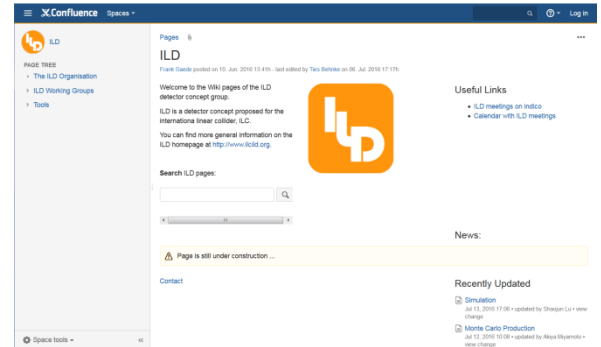 X.Confluence Spaces
Log in
ILD
PAGE TREE
The ILD Organisation
ILD Working Groups
Tools
Space tools
Pages
ILD
Frank Gaede posted on 10. Jun. 2016 13:41h - last edited by Ties Behnke on 06. Jul. 2016 17:17h
Welcome to the Wiki pages of the ILD
detector concept group.
ILD is a detector concept proposed for the
internationa linear collider, ILC.
You can find more general information on the
ILD homepage at http://www.ilcild.org.
Search ILD pages:
ILD
Page is still under construction ...
Contact
Useful Links
ILD meetings on Indico
Calendar with ILD meetings
News:
Recently Updated
Simulation
Jul 13, 2016 17:06 • updated by Shaojun Lu • view
change
Monte Carlo Production
Jul 12, 2016 10:08 • updated by Akiya Miyamoto •
view change